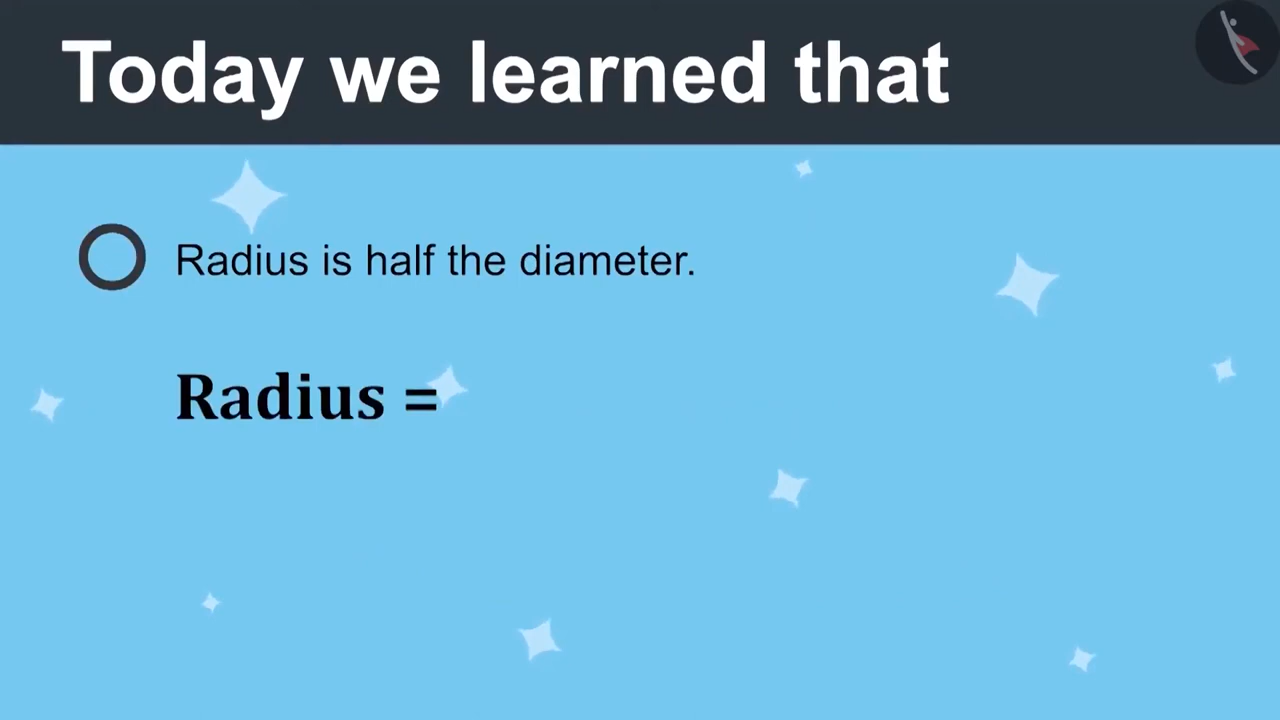 Today we learned that
Radius is half the diameter.
Radius =